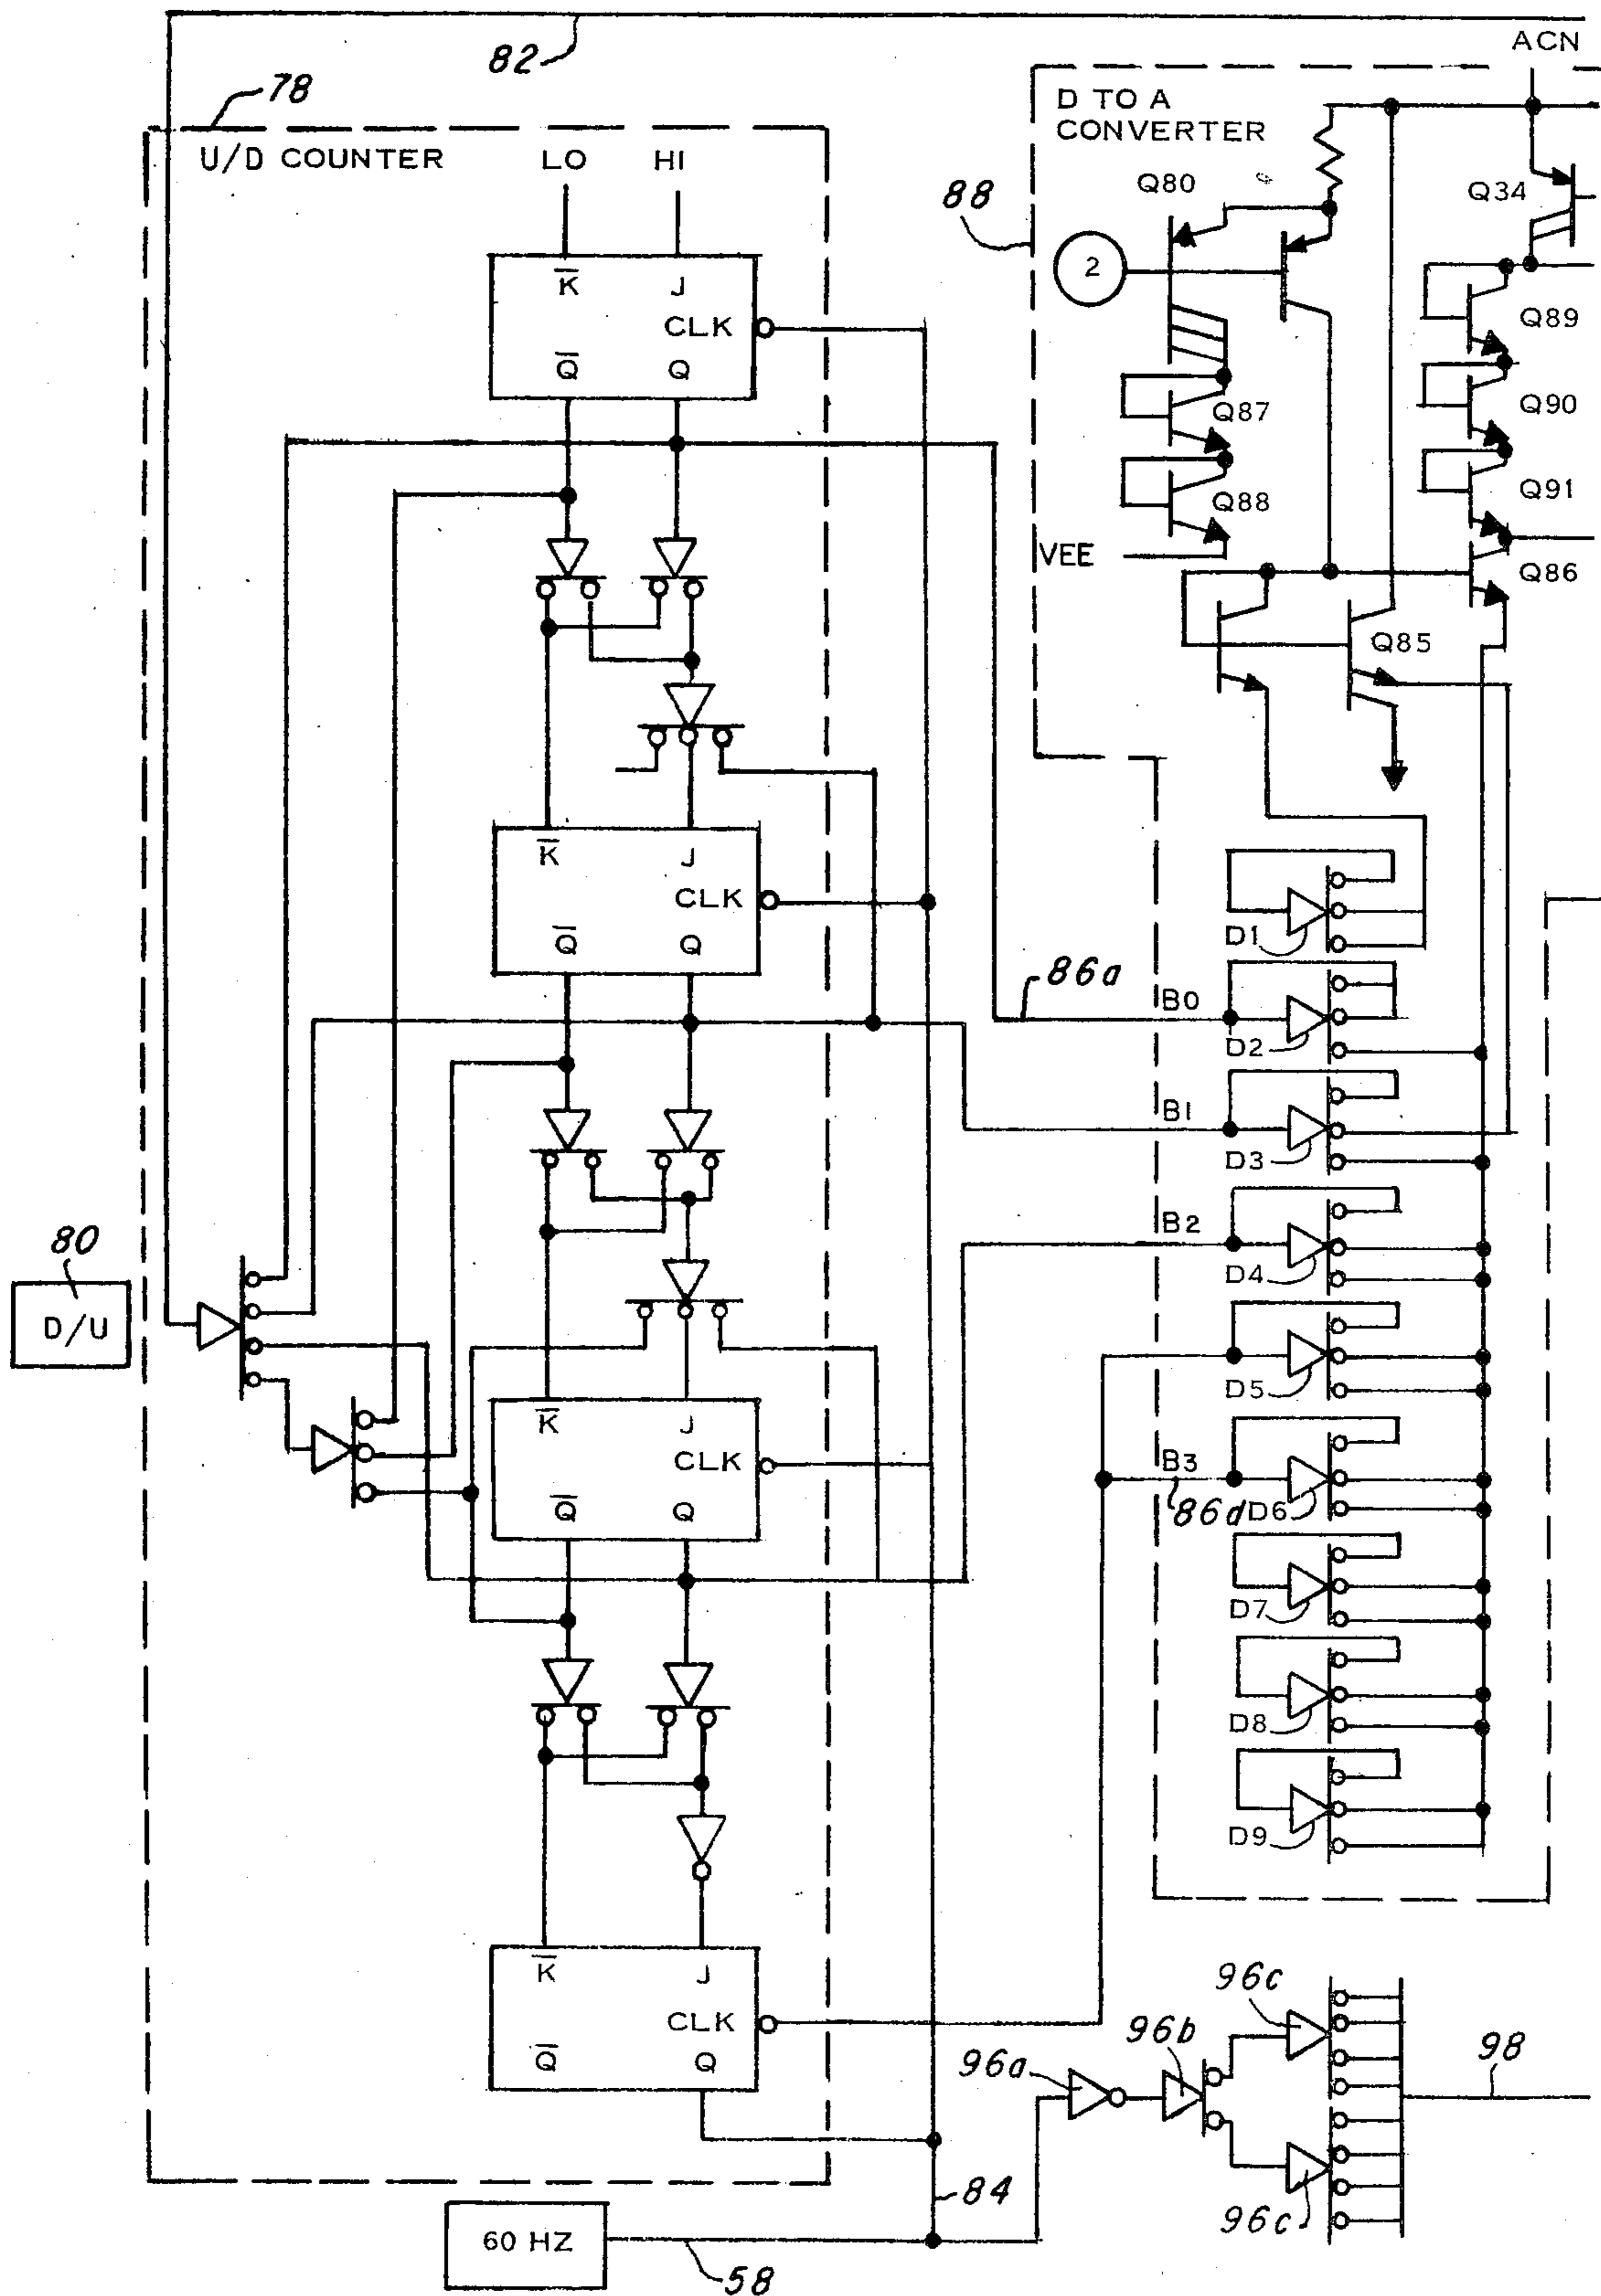 82
ACN
78
D TO A
CONVERTER
U/D COUNTER
LO
HI
Q80
Q34
88
2
K̅
J
CLK
Q̅
Q
Q89
Q87
Q90
Q88
Q91
VEE
Q86
Q85
K̅
J
CLK
Q̅
Q
D1
86a
B0
D2
B1
D3
B2
D4
80
D/U
D5
K̅
J
CLK
Q̅
Q
B3
86d
D6
D7
D8
D9
K̅
J
CLK
Q̅
Q
96c
96b
96a
98
96c
84
60 HZ
58